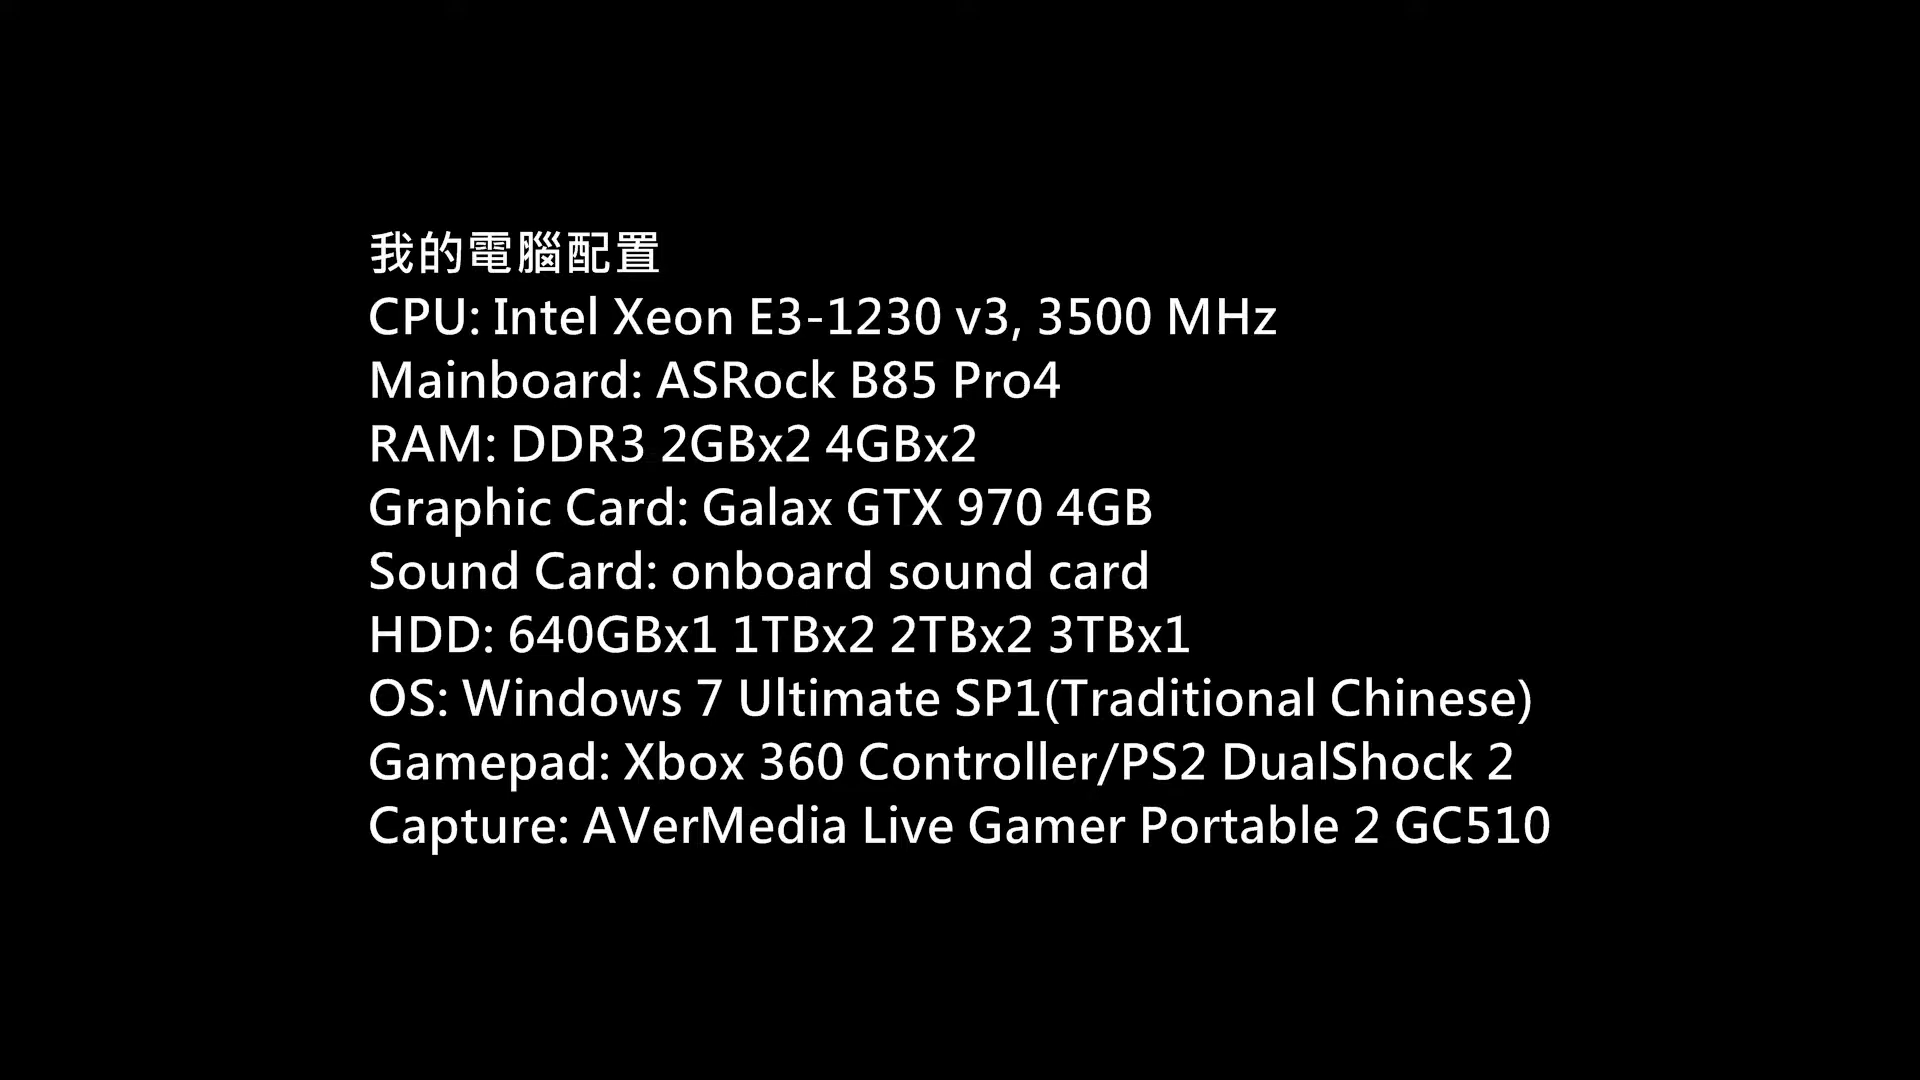 我的電腦配置
CPU: Intel Xeon E3-1230 v3, 3500 MHz
Mainboard: ASRock B85 Pro4
RAM: DDR3 2GBx2 4GBx2
Graphic Card: Galax GTX 970 4GB
Sound Card: onboard sound card
HDD: 640GBx1 1TBx2 2TBx2 3TBx1
OS: Windows 7 Ultimate SP1(Traditional Chinese)
Gamepad: Xbox 360 Controller/PS2 DualShock 2
Capture: AVerMedia Live Gamer Portable 2 GC510